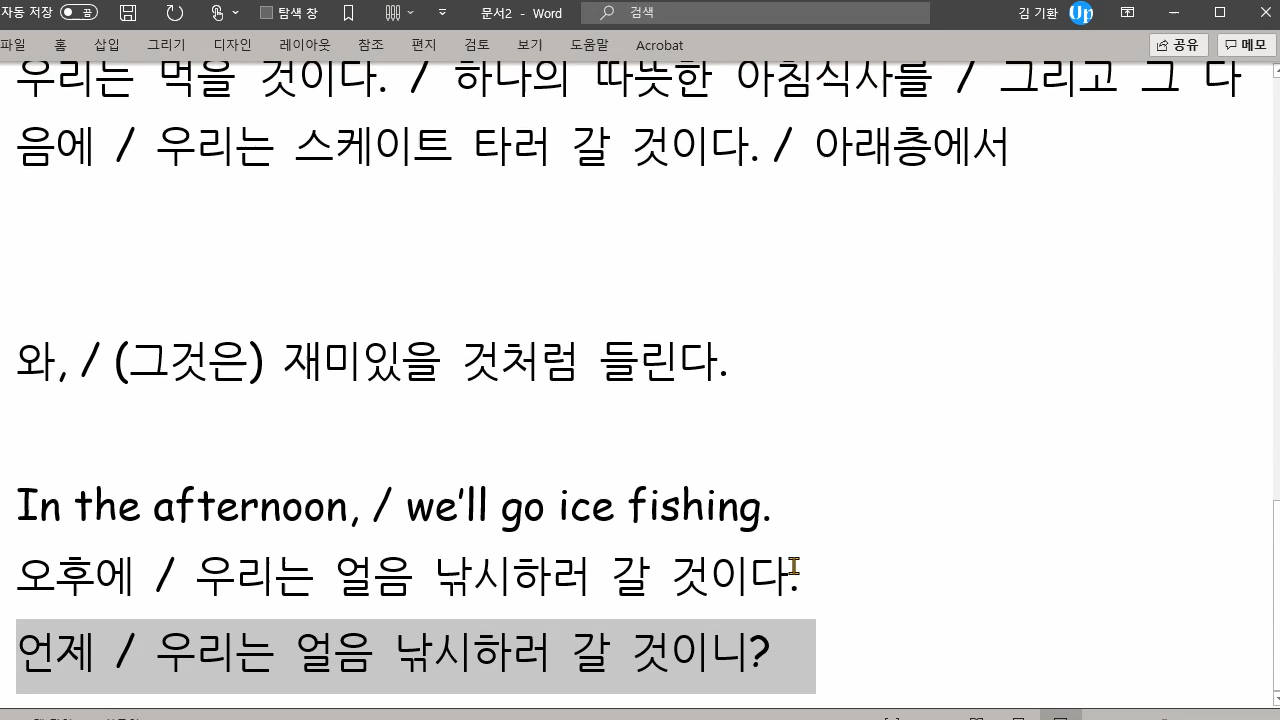 자동 저장 끔 탐색 창 문서2 - Word 검색 김 기환 Up
파일 홈 삽입 그리기 디자인 레이아웃 참조 편지 검토 보기 도움말 Acrobat 공유 메모
우리는 먹을 것이다. / 하나의 따뜻한 아침식사를 / 그리고 그 다
음에 / 우리는 스케이트 타러 갈 것이다. / 아래층에서
와, / (그것은) 재미있을 것처럼 들린다.
In the afternoon, / we'll go ice fishing.
오후에 / 우리는 얼음 낚시하러 갈 것이다.
언제 / 우리는 얼음 낚시하러 갈 것이니?